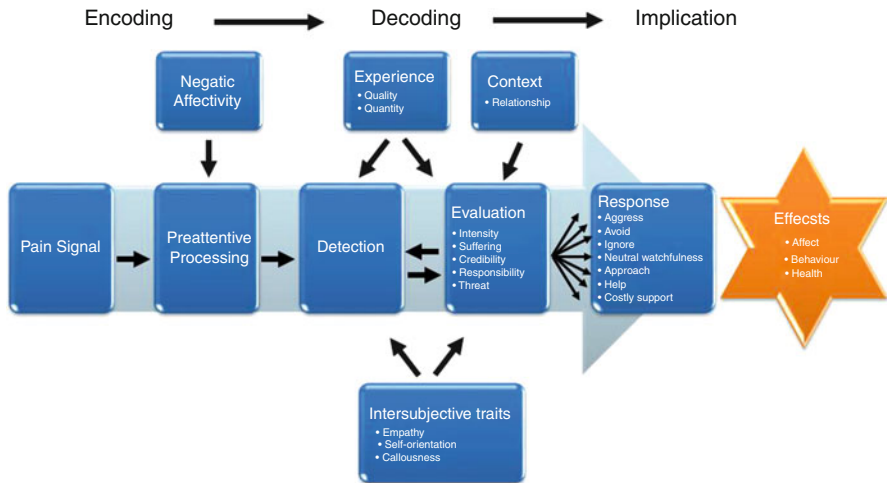 Encoding
Decoding
Implication
Negatic
Affectivity
Experience
• Quality
• Quantity
Context
• Relationship
Pain Signal
Preattentive
Processing
Detection
Evaluation
• Intensity
• Suffering
• Credibility
• Responsibility
• Threat
Response
• Aggress
• Avoid
• Ignore
• Neutral watchfulness
• Approach
• Help
• Costly support
Effecsts
• Affect
• Behaviour
• Health
Intersubjective traits
• Empathy
• Self-orientation
• Callousness